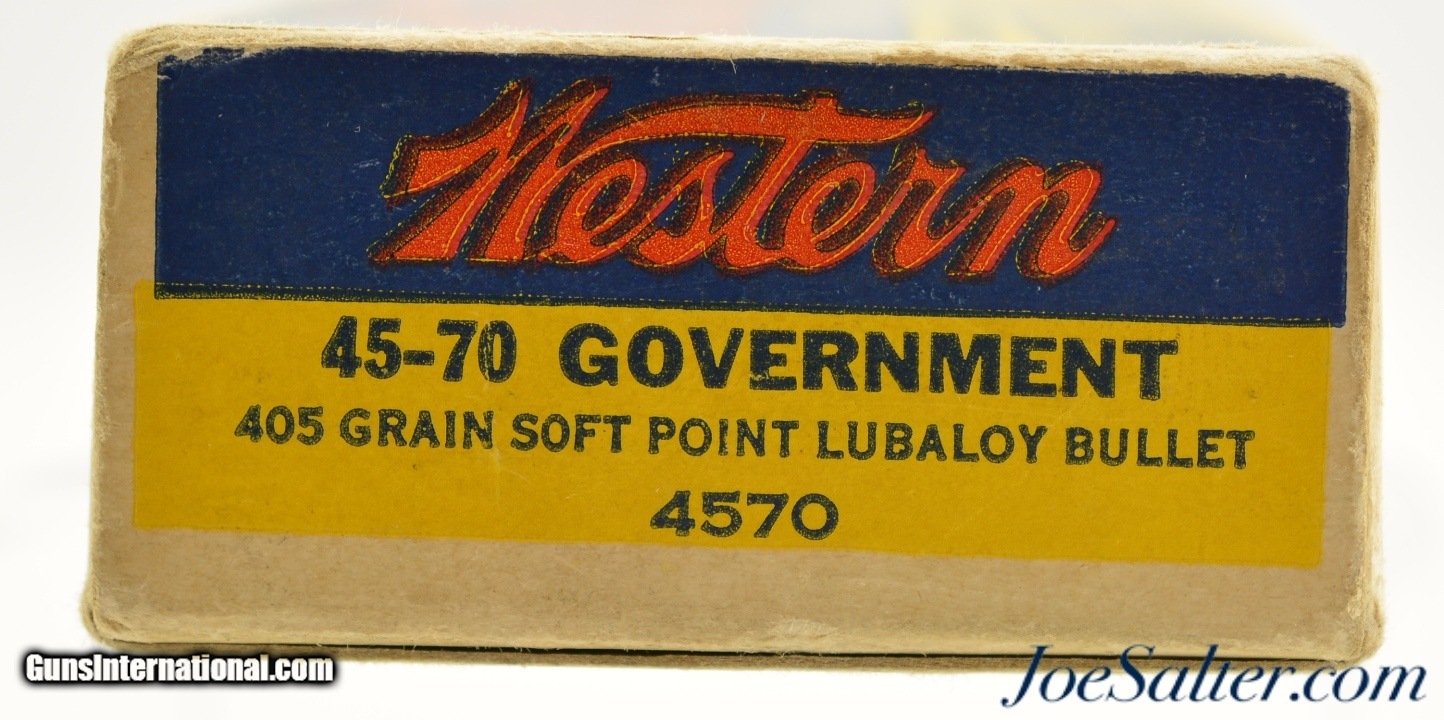 Western
45-70 GOVERNMENT
405 GRAIN SOFT POINT LUBALOY BULLET
4570
GunsInternational.com
JoeSalter.com